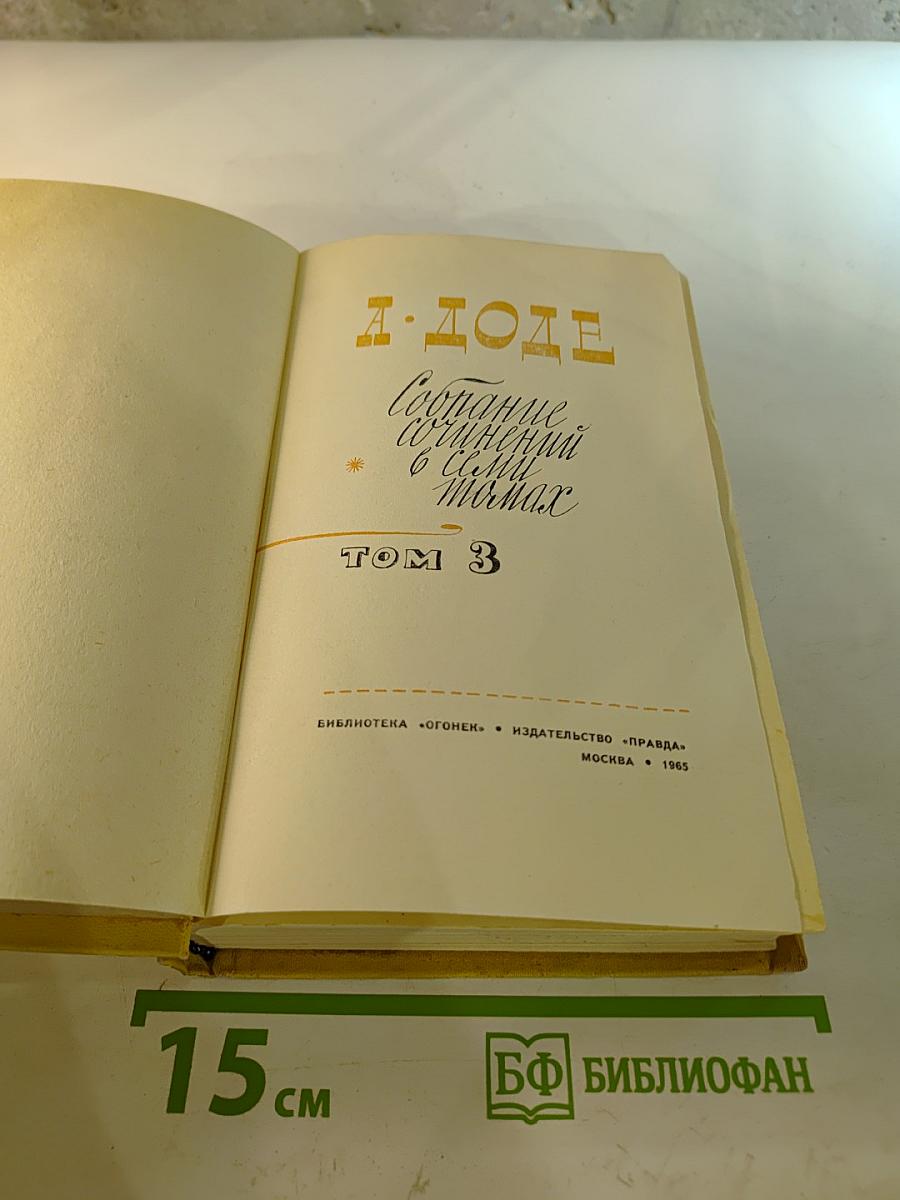 А · ДОДЕ
Собрание
сочинений
в семи
томах
ТОМ 3
БИБЛИОТЕКА «ОГОНЕК» • ИЗДАТЕЛЬСТВО «ПРАВДА»
МОСКВА • 1965
15 см
БФ БИБЛИОФАН